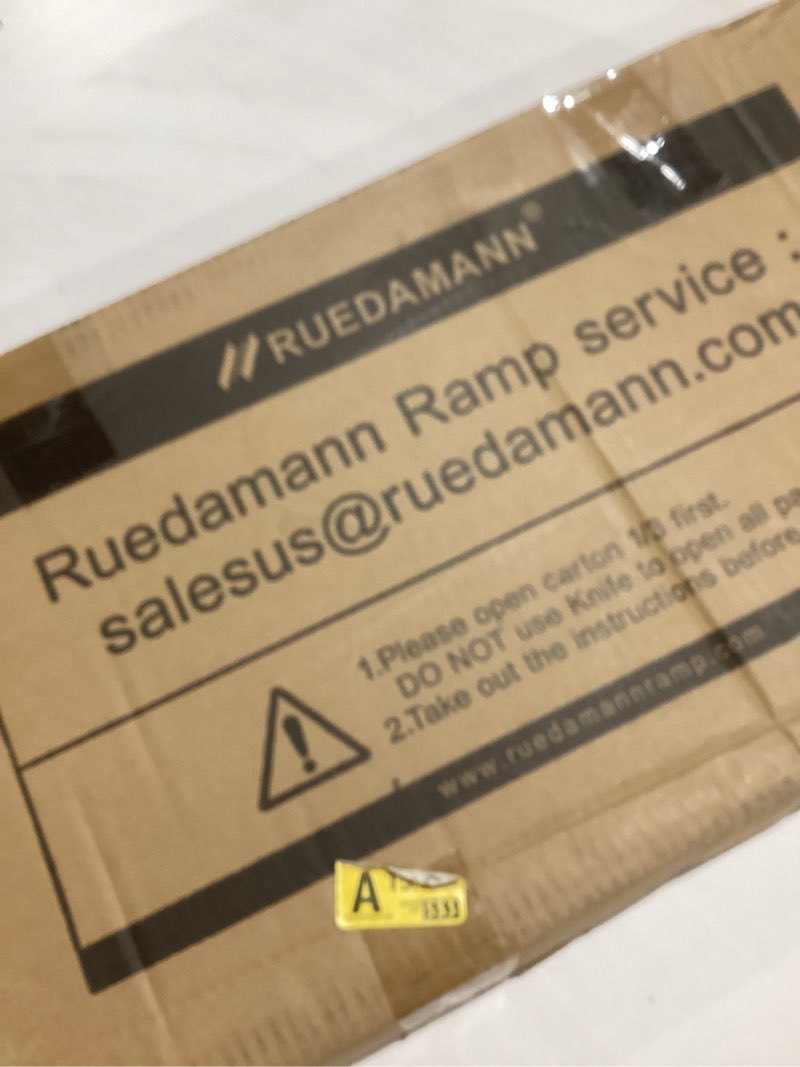 RUEDAMANN®
Ruedamann Ramp service :
salesus@ruedamann.com
1.Please open carton first.
DO NOT use Knife to open all
2.Take out the instructions before
www.ruedamannramp.com
A